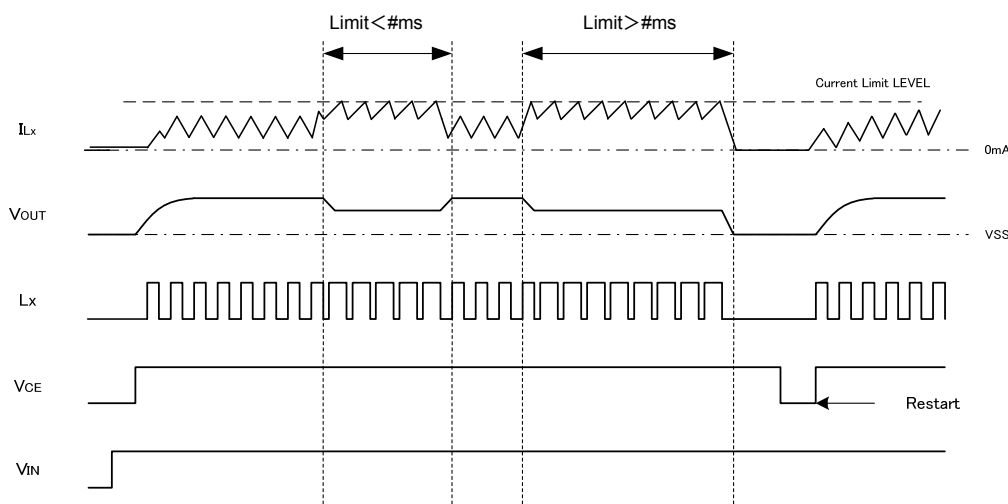 Limit＜#ms
Limit＞#ms
Current Limit LEVEL
ILx
0mA
VOUT
VSS
Lx
VCE
Restart
VIN